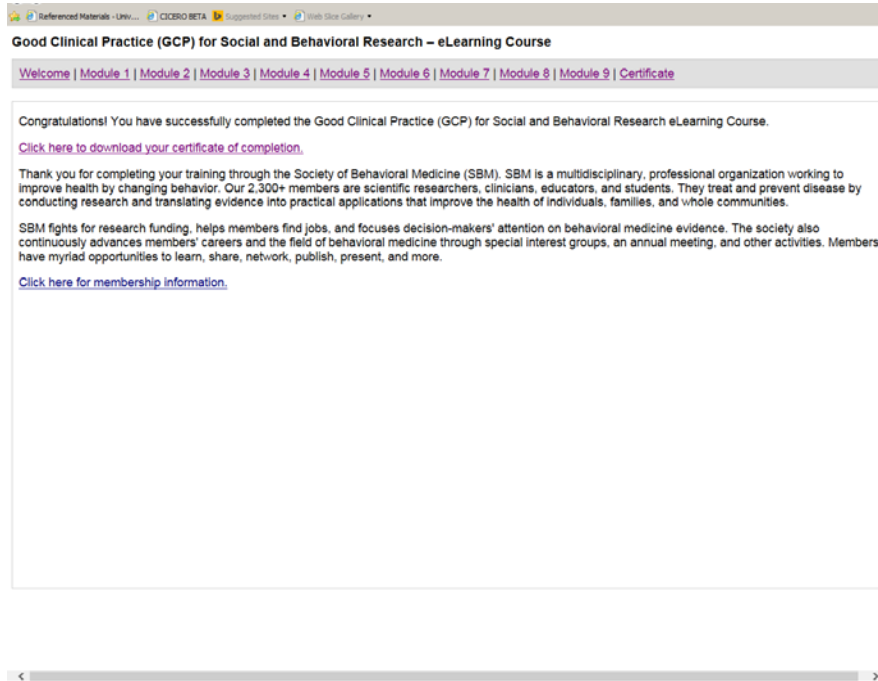 Referenced Materials - Univ... CICERO BETA Suggested Sites Web Slice Gallery
Good Clinical Practice (GCP) for Social and Behavioral Research – eLearning Course
Welcome | Module 1 | Module 2 | Module 3 | Module 4 | Module 5 | Module 6 | Module 7 | Module 8 | Module 9 | Certificate
Congratulations! You have successfully completed the Good Clinical Practice (GCP) for Social and Behavioral Research eLearning Course.
Click here to download your certificate of completion.
Thank you for completing your training through the Society of Behavioral Medicine (SBM). SBM is a multidisciplinary, professional organization working to
improve health by changing behavior. Our 2,300+ members are scientific researchers, clinicians, educators, and students. They treat and prevent disease by
conducting research and translating evidence into practical applications that improve the health of individuals, families, and whole communities.
SBM fights for research funding, helps members find jobs, and focuses decision-makers' attention on behavioral medicine evidence. The society also
continuously advances members' careers and the field of behavioral medicine through special interest groups, an annual meeting, and other activities. Members
have myriad opportunities to learn, share, network, publish, present, and more.
Click here for membership information.